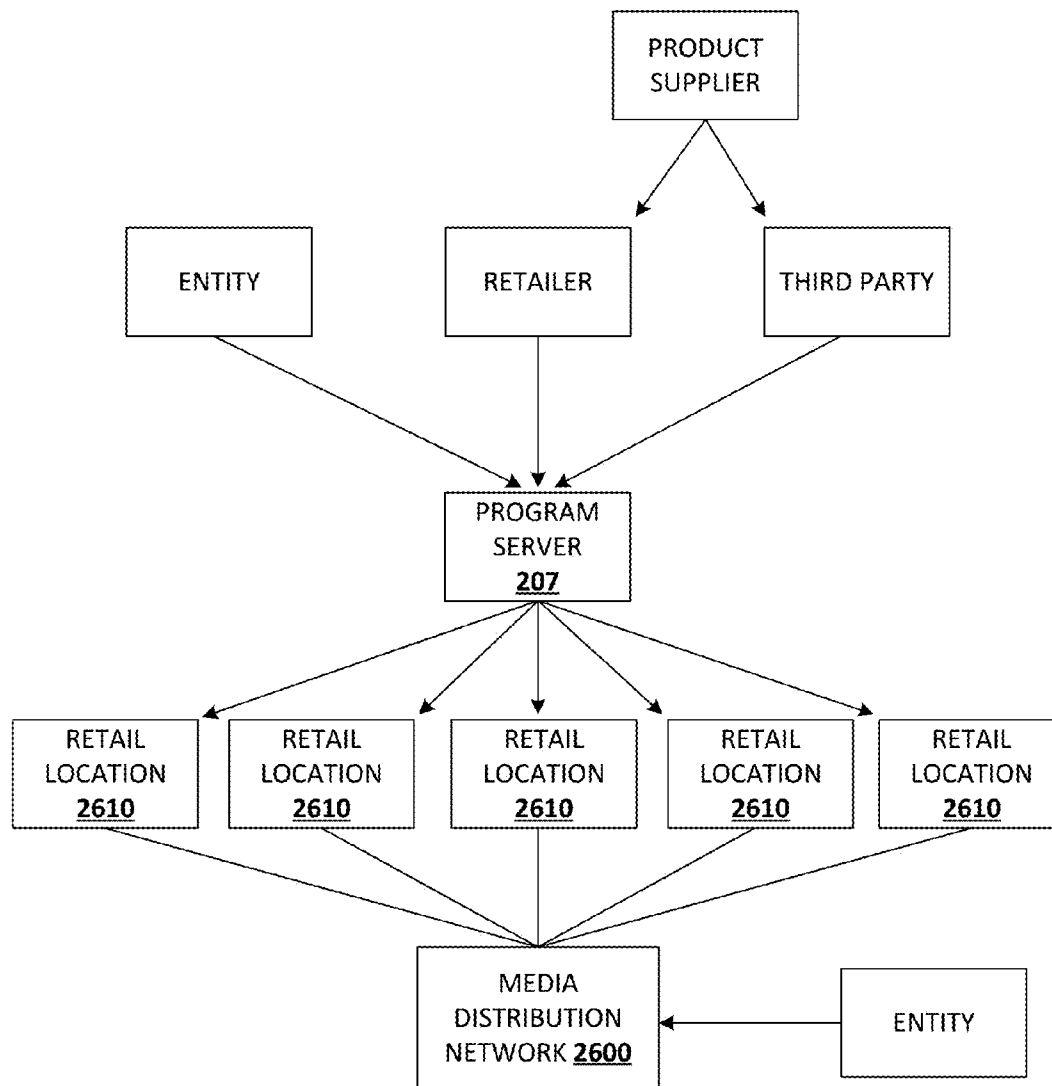 PRODUCT
SUPPLIER
ENTITY
RETAILER
THIRD PARTY
PROGRAM
SERVER
207
RETAIL
LOCATION
2610
RETAIL
LOCATION
2610
RETAIL
LOCATION
2610
RETAIL
LOCATION
2610
RETAIL
LOCATION
2610
MEDIA
DISTRIBUTION
NETWORK 2600
ENTITY